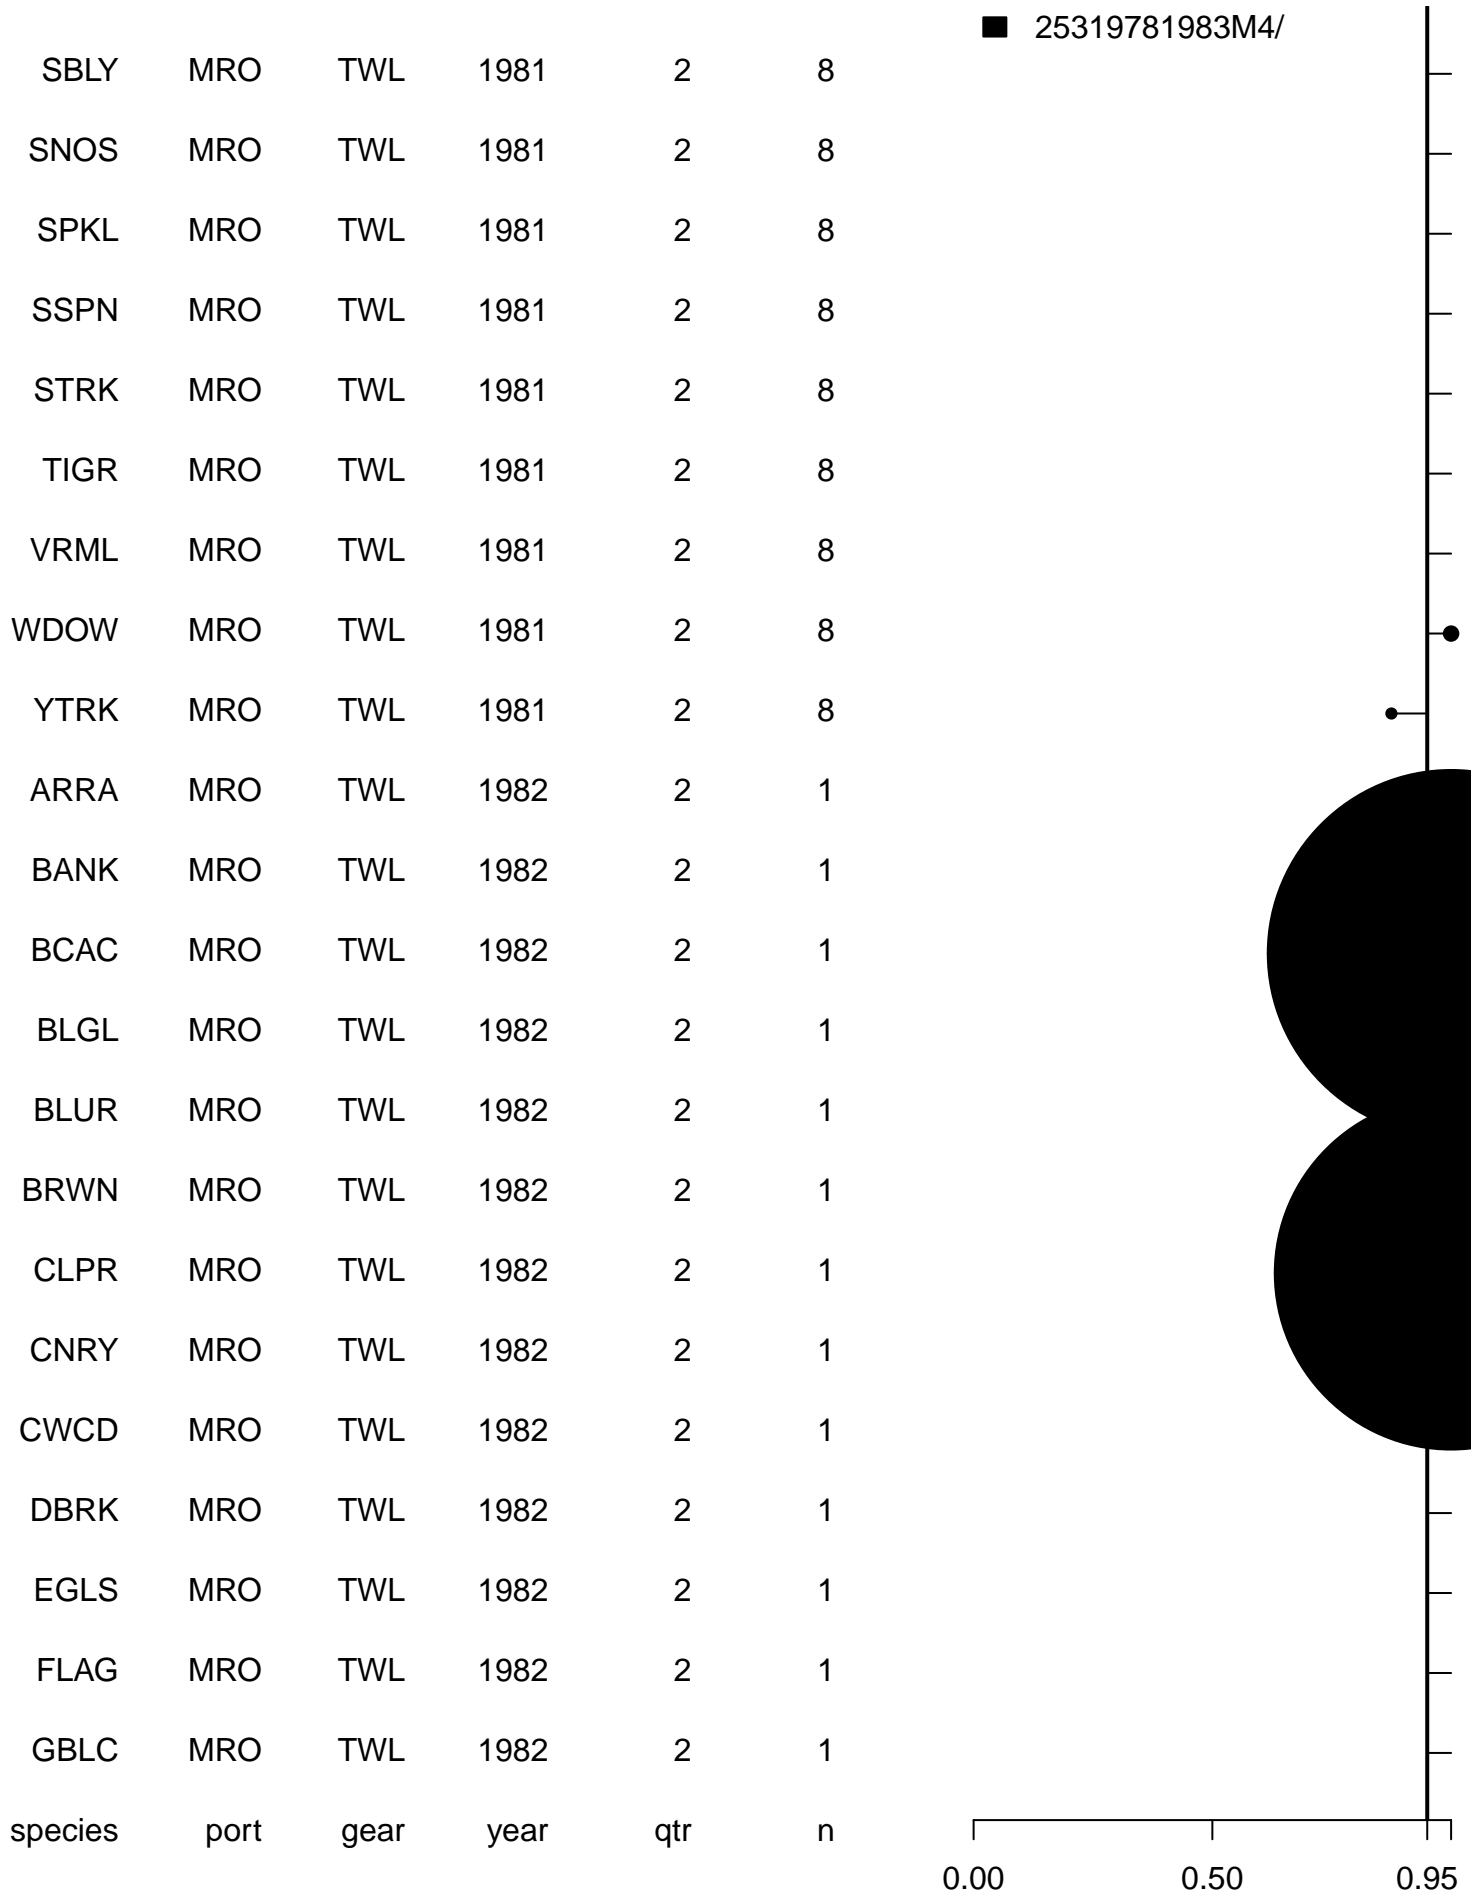 25319781983M4/
SBLY MRO TWL 1981 2 8
SNOS MRO TWL 1981 2 8
SPKL MRO TWL 1981 2 8
SSPN MRO TWL 1981 2 8
STRK MRO TWL 1981 2 8
TIGR MRO TWL 1981 2 8
VRML MRO TWL 1981 2 8
WDOW MRO TWL 1981 2 8
YTRK MRO TWL 1981 2 8
ARRA MRO TWL 1982 2 1
BANK MRO TWL 1982 2 1
BCAC MRO TWL 1982 2 1
BLGL MRO TWL 1982 2 1
BLUR MRO TWL 1982 2 1
BRWN MRO TWL 1982 2 1
CLPR MRO TWL 1982 2 1
CNRY MRO TWL 1982 2 1
CWCD MRO TWL 1982 2 1
DBRK MRO TWL 1982 2 1
EGLS MRO TWL 1982 2 1
FLAG MRO TWL 1982 2 1
GBLC MRO TWL 1982 2 1
species port gear year qtr n
0.00 0.50 0.95